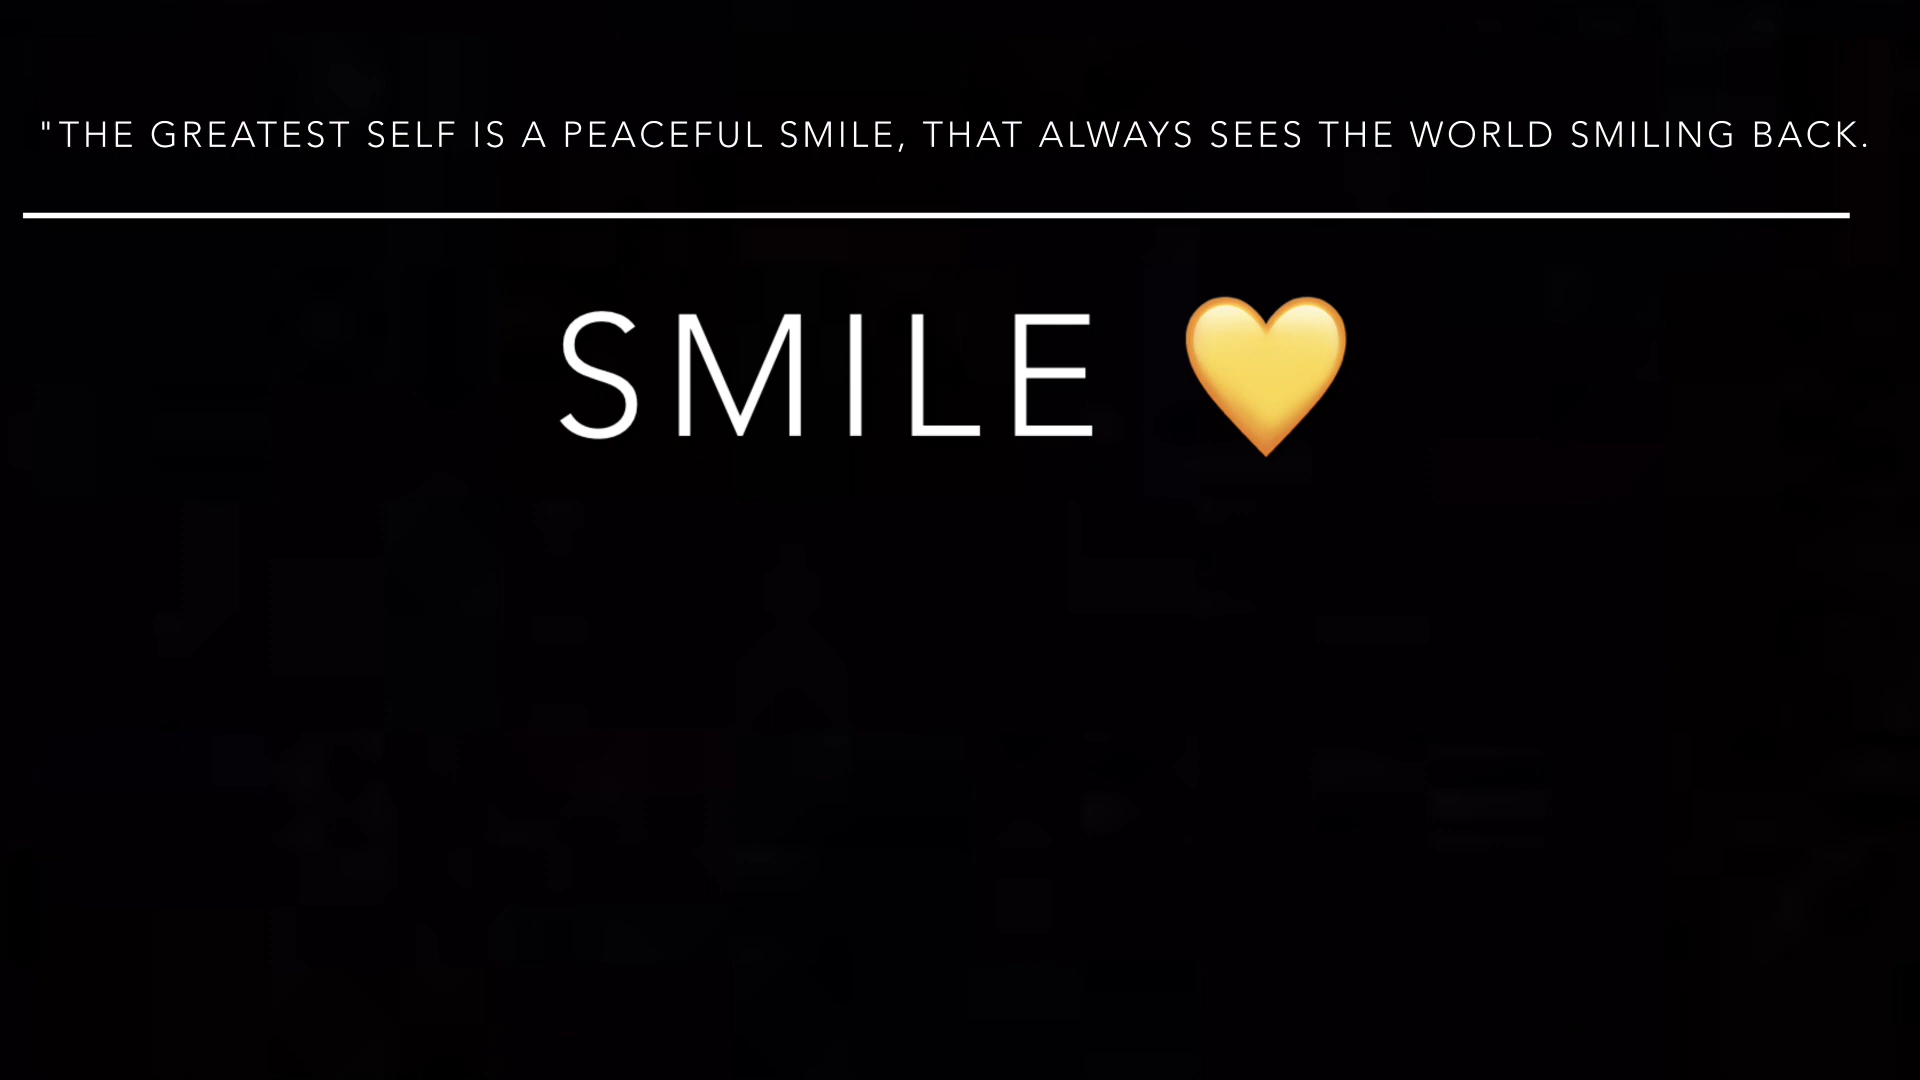 "THE GREATEST SELF IS A PEACEFUL SMILE, THAT ALWAYS SEES THE WORLD SMILING BACK.
SMILE 💛